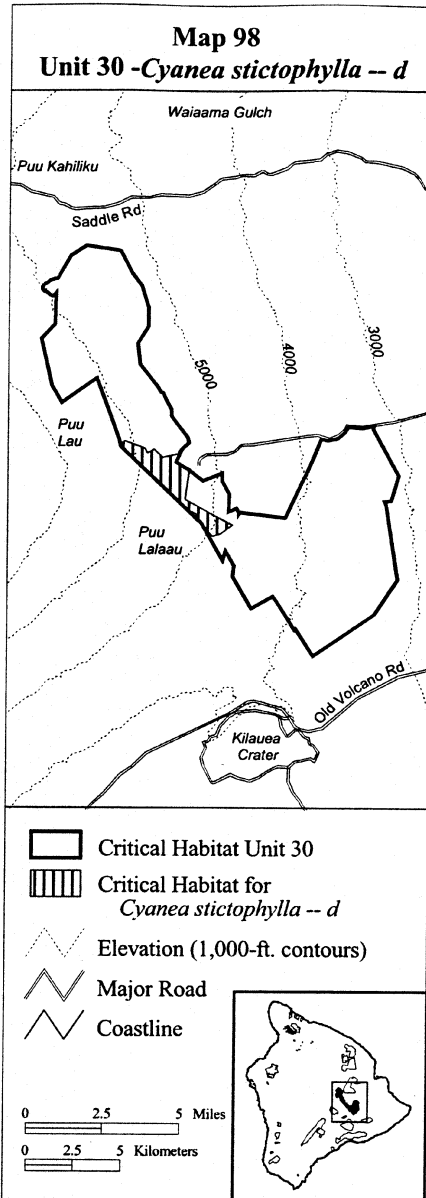 Map 98
Unit 30 -Cyanea stictophylla -- d
Waiaama Gulch
Puu Kahiliku
Saddle Rd
5000
4000
3000
Puu
Lau
Puu
Lalaau
Old Volcano Rd
Kilauea
Crater
Critical Habitat Unit 30
Critical Habitat for
Cyanea stictophylla -- d
Elevation (1,000-ft. contours)
Major Road
Coastline
0 2.5 5 Miles
0 2.5 5 Kilometers